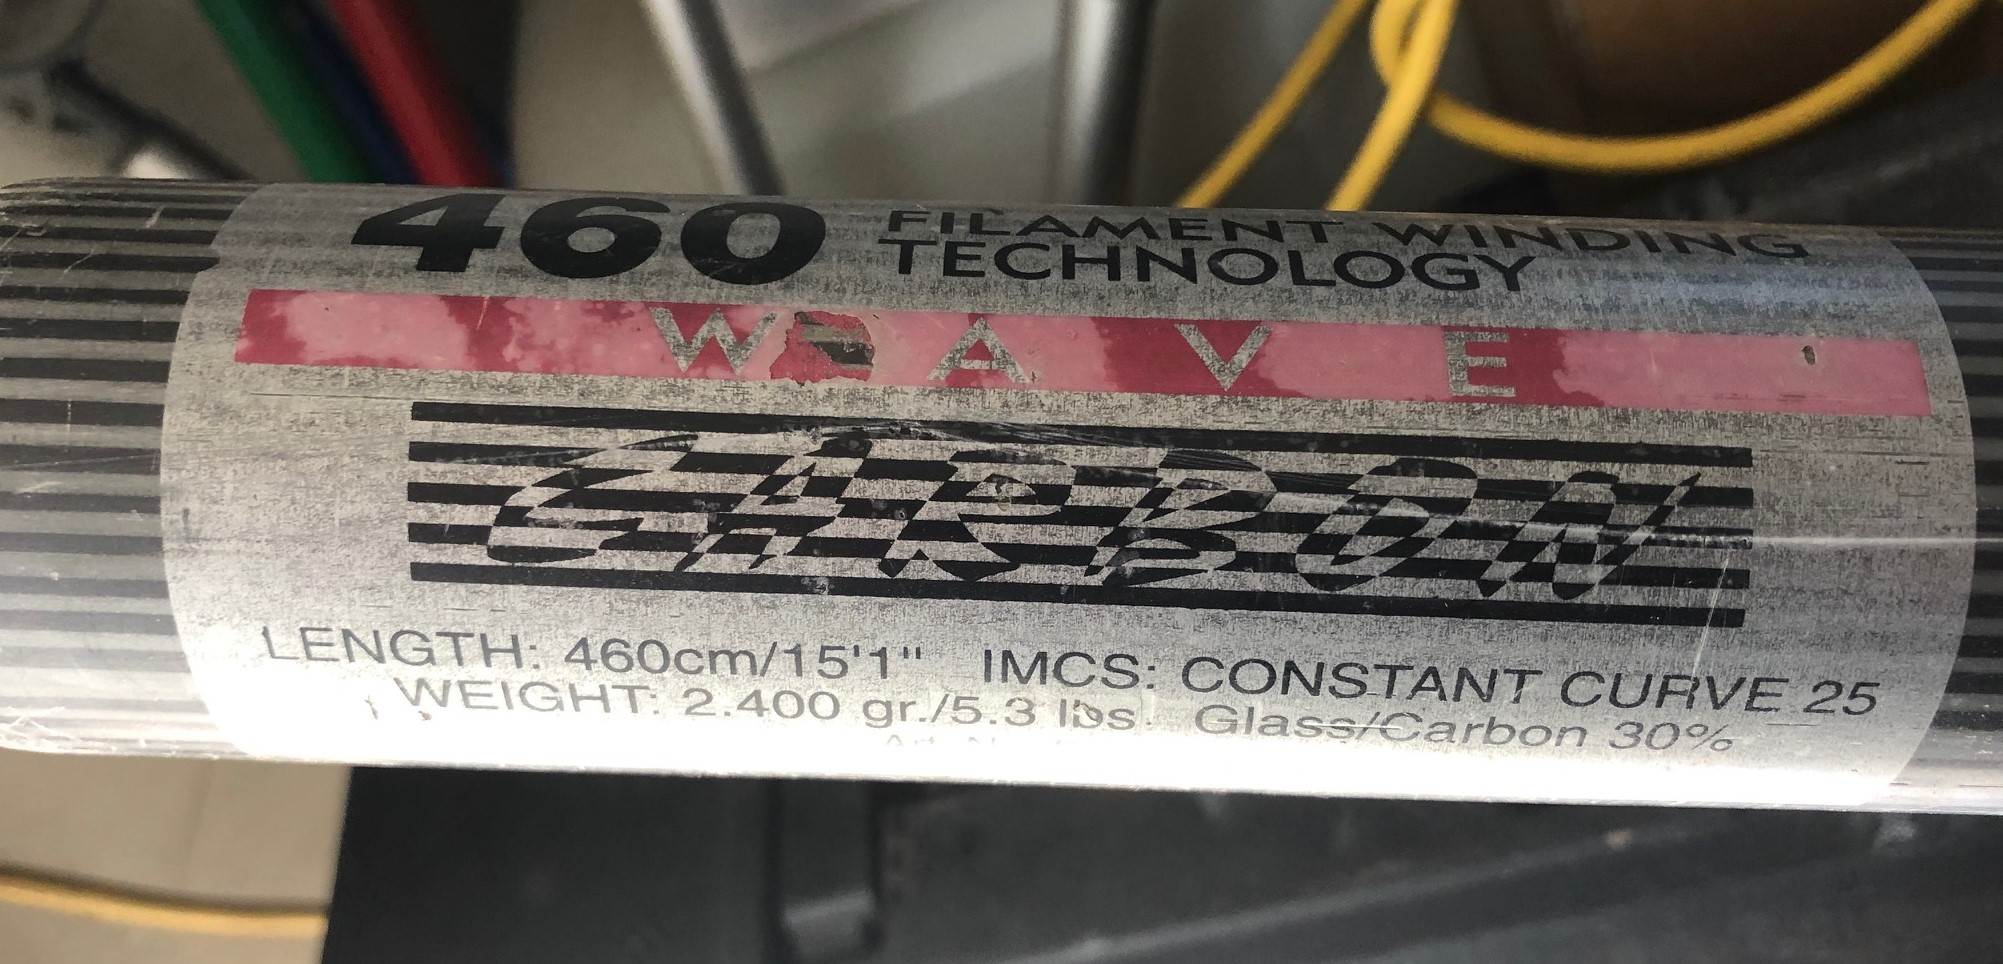 460 FILAMENT WINDING
TECHNOLOGY
WAVE
CARBON
LENGTH: 460cm/15'1" IMCS: CONSTANT CURVE 25
WEIGHT: 2.400 gr./5.3 lbs. Glass/Carbon 30%